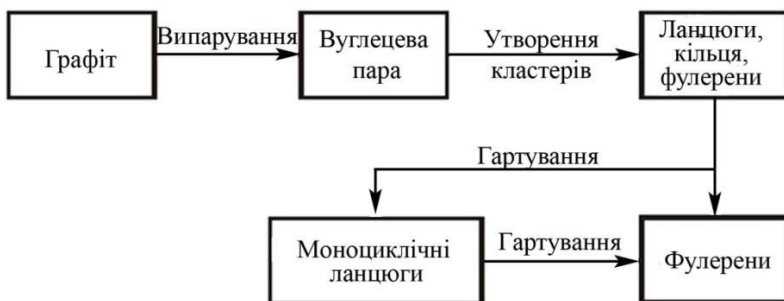 Графіт
Випарування
Вуглецева
пара
Утворення
кластерів
Ланцюги,
кільця,
фулерени
Гартування
Моноциклічні
ланцюги
Гартування
Фулерени